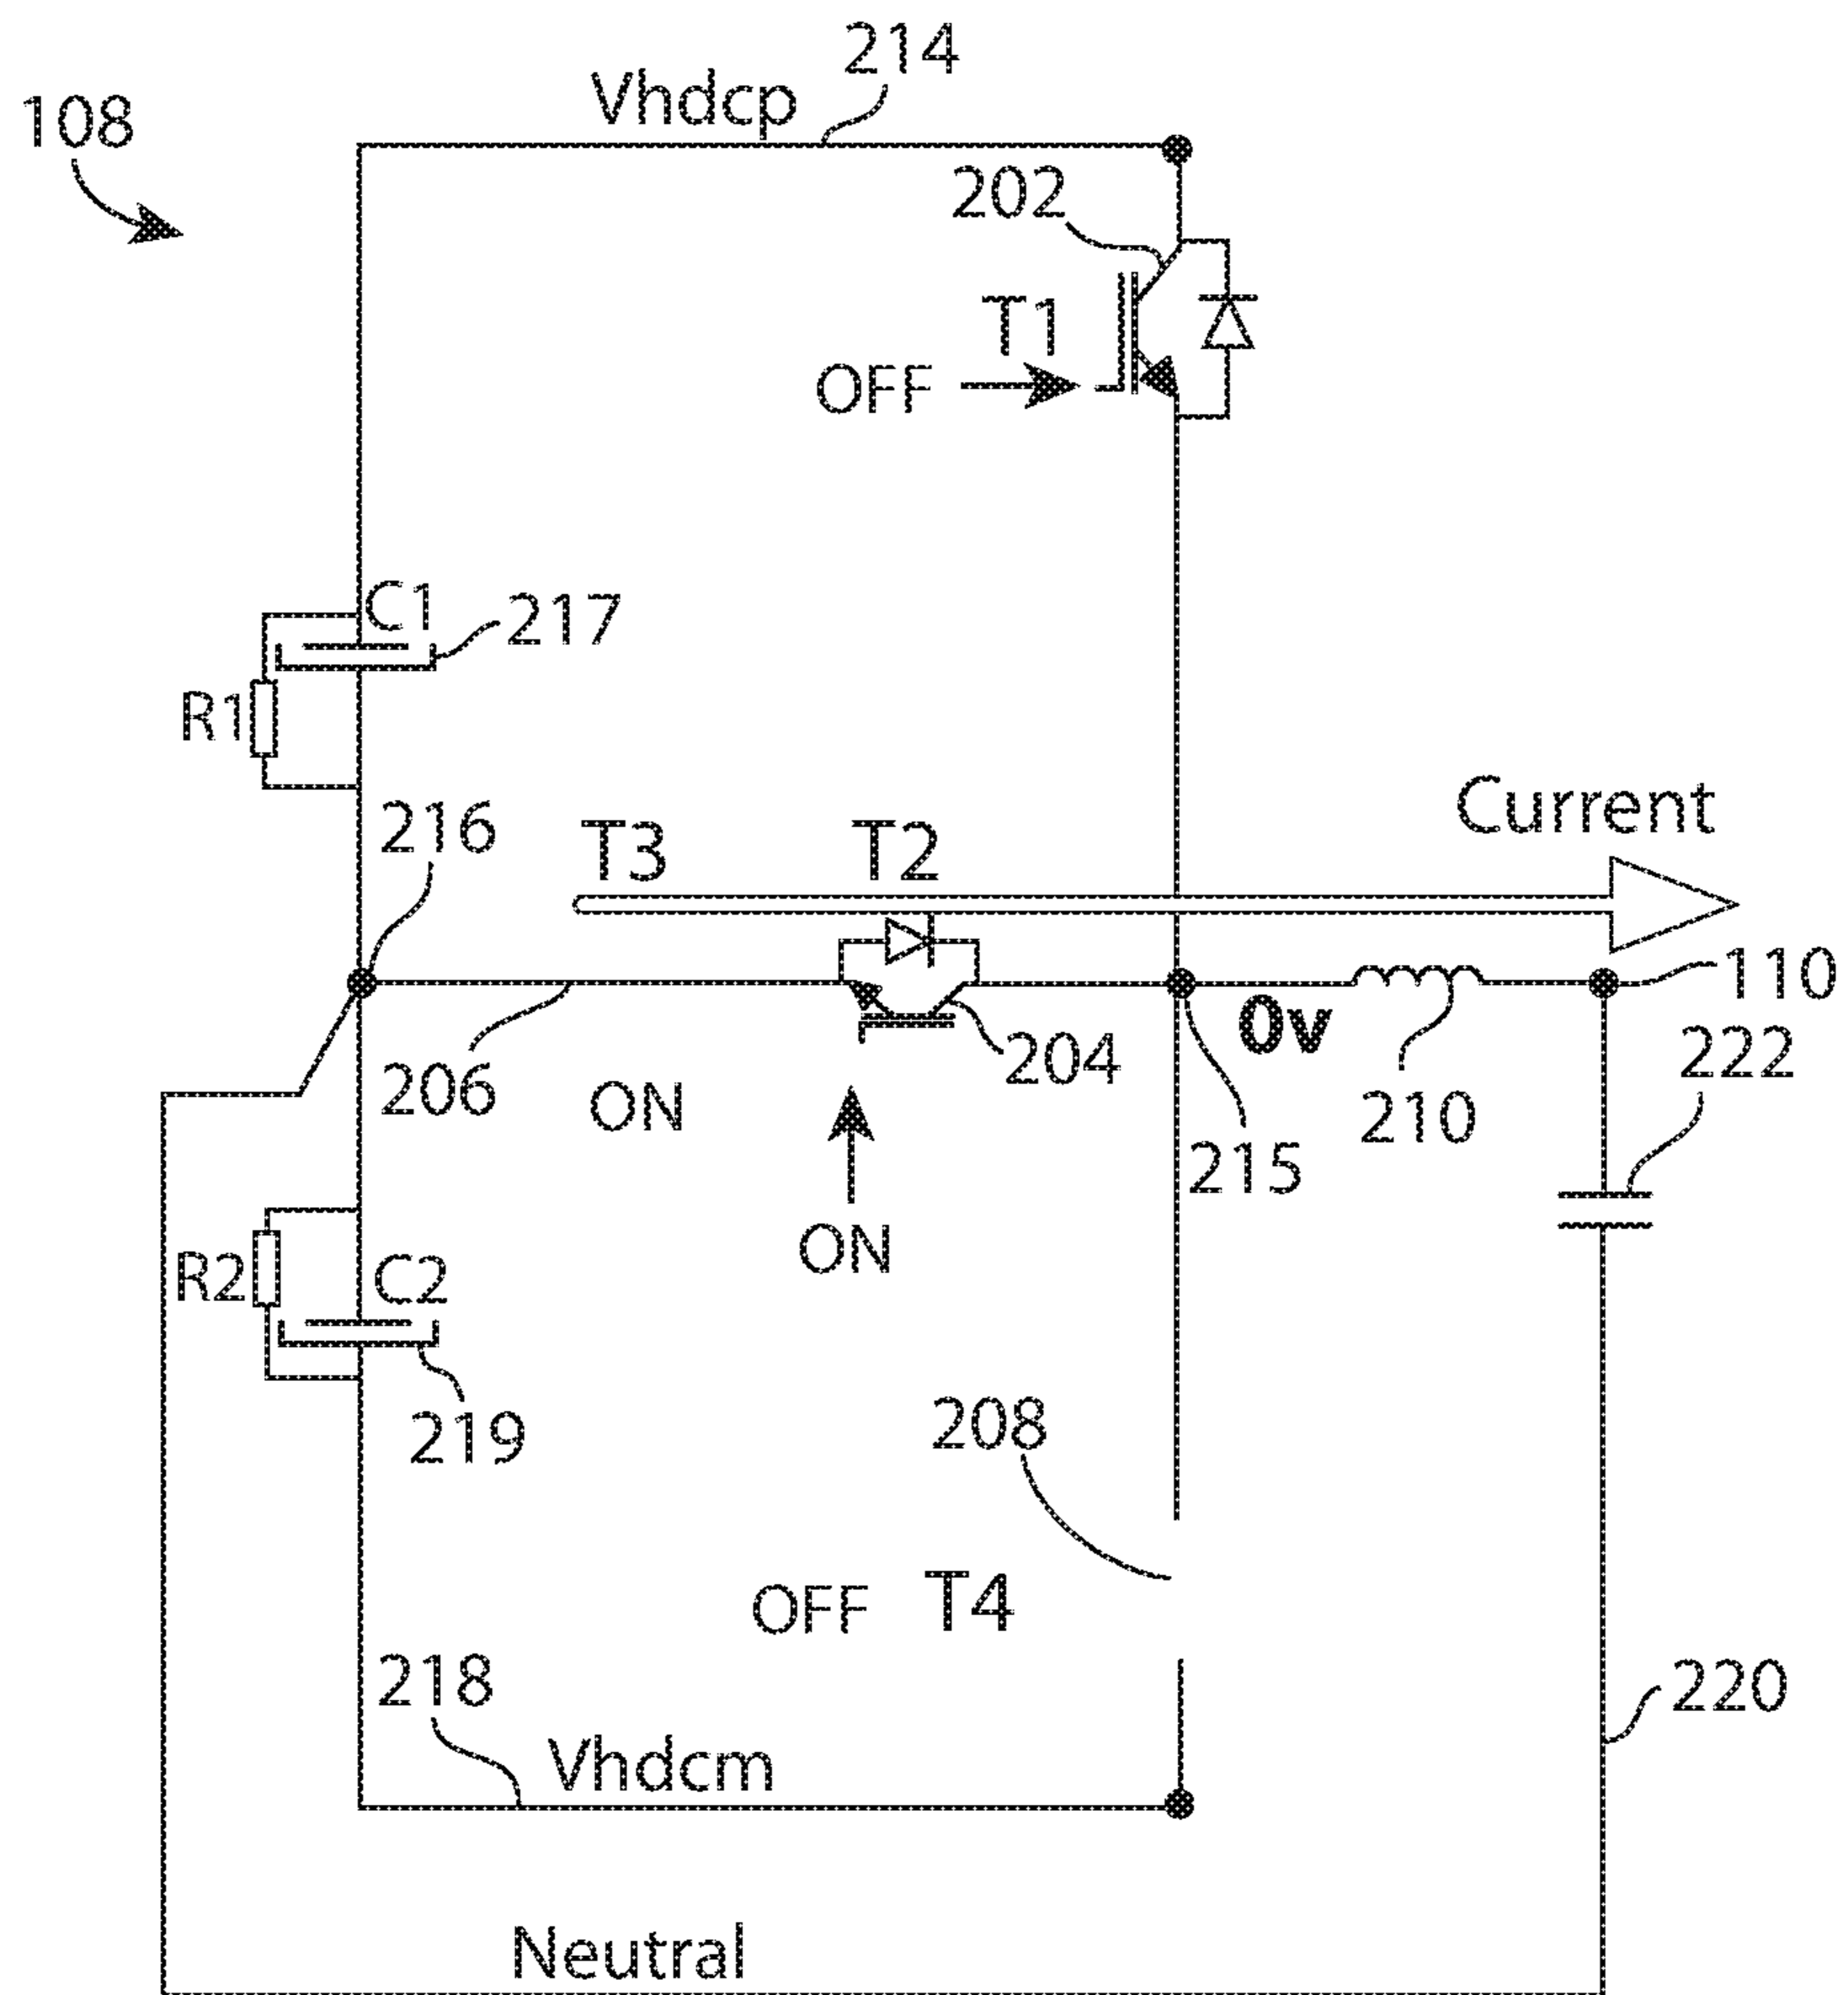 214
Vhdcp
108
202
T1
OFF
C1
217
R1
Current
216
T3
T2
110
0v
204
222
206
ON
210
215
ON
R2
C2
208
219
OFF
T4
218
220
Vhdcm
Neutral